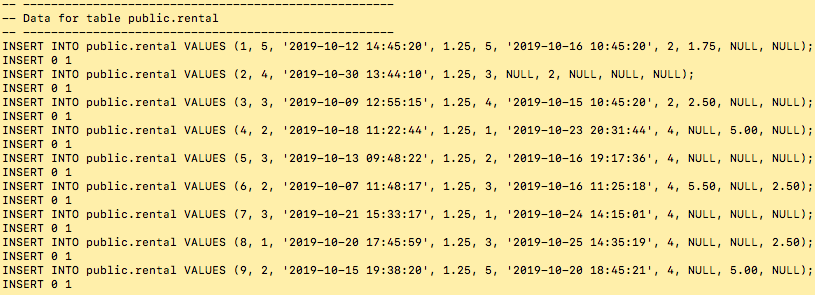 -- --------------------------------------------------
-- Data for table public.rental
-- --------------------------------------------------
INSERT INTO public.rental VALUES (1, 5, '2019-10-12 14:45:20', 1.25, 5, '2019-10-16 10:45:20', 2, 1.75, NULL, NULL);
INSERT 0 1
INSERT INTO public.rental VALUES (2, 4, '2019-10-30 13:44:10', 1.25, 3, NULL, 2, NULL, NULL, NULL);
INSERT 0 1
INSERT INTO public.rental VALUES (3, 3, '2019-10-09 12:55:15', 1.25, 4, '2019-10-15 10:45:20', 2, 2.50, NULL, NULL);
INSERT 0 1
INSERT INTO public.rental VALUES (4, 2, '2019-10-18 11:22:44', 1.25, 1, '2019-10-23 20:31:44', 4, NULL, 5.00, NULL);
INSERT 0 1
INSERT INTO public.rental VALUES (5, 3, '2019-10-13 09:48:22', 1.25, 2, '2019-10-16 19:17:36', 4, NULL, NULL, NULL);
INSERT 0 1
INSERT INTO public.rental VALUES (6, 2, '2019-10-07 11:48:17', 1.25, 3, '2019-10-16 11:25:18', 4, 5.50, NULL, 2.50);
INSERT 0 1
INSERT INTO public.rental VALUES (7, 3, '2019-10-21 15:33:17', 1.25, 1, '2019-10-24 14:15:01', 4, NULL, NULL, NULL);
INSERT 0 1
INSERT INTO public.rental VALUES (8, 1, '2019-10-20 17:45:59', 1.25, 3, '2019-10-25 14:35:19', 4, NULL, NULL, 2.50);
INSERT 0 1
INSERT INTO public.rental VALUES (9, 2, '2019-10-15 19:38:20', 1.25, 5, '2019-10-20 18:45:21', 4, NULL, 5.00, NULL);
INSERT 0 1